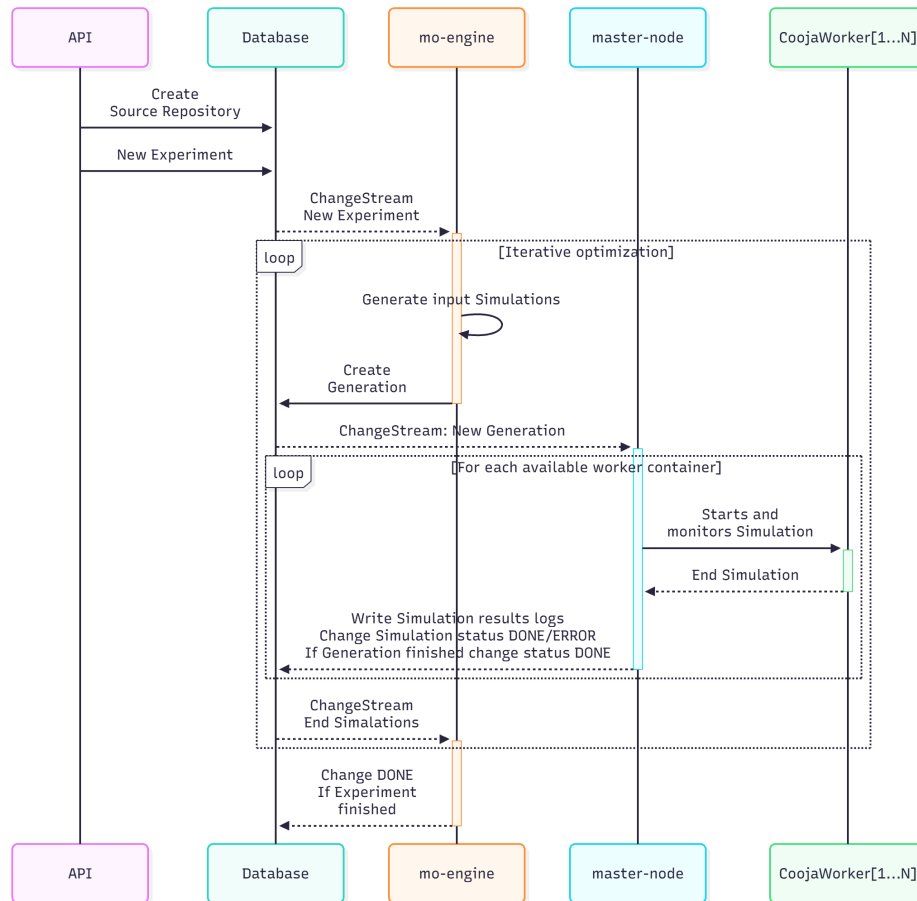 API
Database
mo-engine
master-node
CoojaWorker[1...N]
Create
Source Repository
New Experiment
ChangeStream
New Experiment
loop
[Iterative optimization]
Generate input Simulations
Create
Generation
ChangeStream: New Generation
loop
[For each available worker container]
Starts and
monitors Simulation
End Simulation
Write Simulation results logs
Change Simulation status DONE/ERROR
If Generation finished change status DONE
ChangeStream
End Simalations
Change DONE
If Experiment
finished
API
Database
mo-engine
master-node
CoojaWorker[1...N]